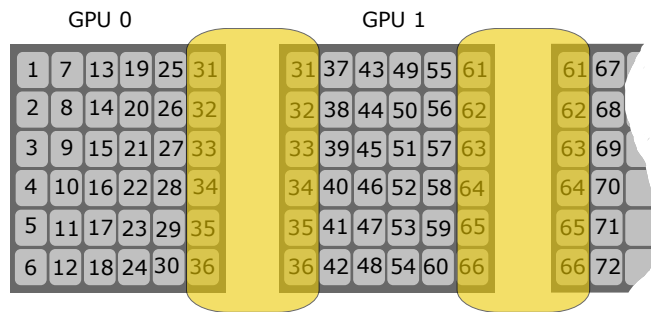 GPU 0 GPU 1
1 7 13 19 25 31 31 37 43 49 55 61 61 67
2 8 14 20 26 32 32 38 44 50 56 62 62 68
3 9 15 21 27 33 33 39 45 51 57 63 63 69
4 10 16 22 28 34 34 40 46 52 58 64 64 70
5 11 17 23 29 35 35 41 47 53 59 65 65 71
6 12 18 24 30 36 36 42 48 54 60 66 66 72